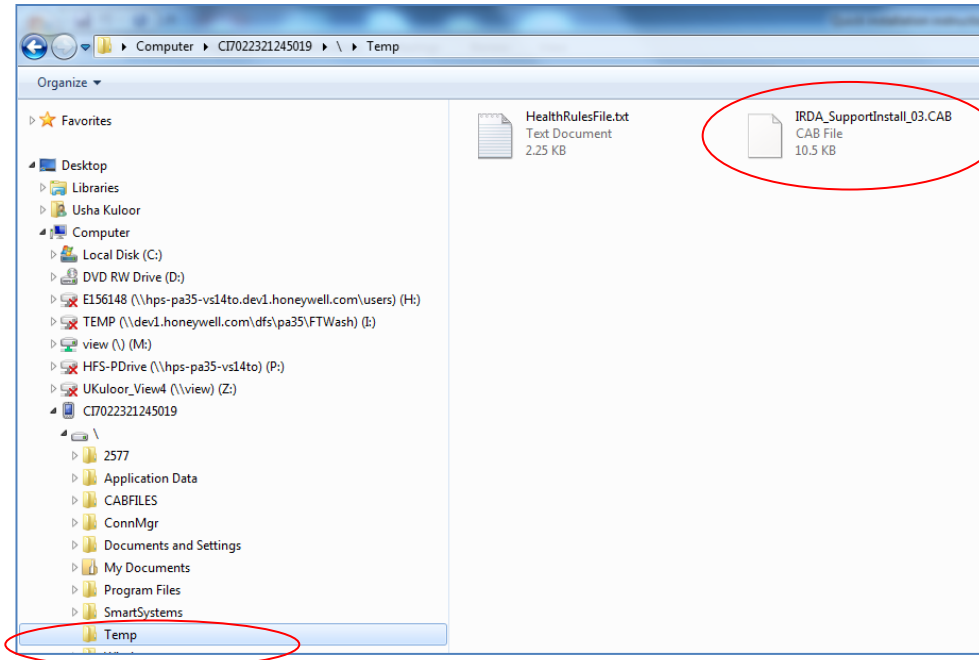 Computer ▸ CI7022321245019 ▸ \ ▸ Temp
Organize
Favorites
Desktop
Libraries
Usha Kuloor
Computer
Local Disk (C:)
DVD RW Drive (D:)
E156148 (\\hps-pa35-vs14to.dev1.honeywell.com\users) (H:)
TEMP (\\dev1.honeywell.com\dfs\pa35\FTWash) (I:)
view (\) (M:)
HFS-PDrive (\\hps-pa35-vs14to) (P:)
UKuloor_View4 (\\view) (Z:)
CI7022321245019
\
2577
Application Data
CABFILES
ConnMgr
Documents and Settings
My Documents
Program Files
SmartSystems
Temp
HealthRulesFile.txt
Text Document
2.25 KB
IRDA_SupportInstall_03.CAB
CAB File
10.5 KB